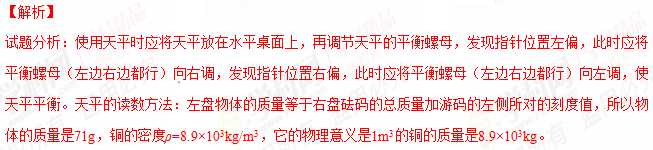 【解析】
试题分析：使用天平时应将天平放在水平桌面上，再调节天平的平衡螺母，发现指针位置左偏，此时应将
平衡螺母（左边右边都行）向右调，发现指针位置右偏，此时应将平衡螺母（左边右边都行）向左调，使
天平平衡。天平的读数方法：左盘物体的质量等于右盘砝码的总质量加游码的左侧所对的刻度值，所以物
体的质量是71g，铜的密度ρ=8.9×10³kg/m³，它的物理意义是1m³的铜的质量是8.9×10³kg。